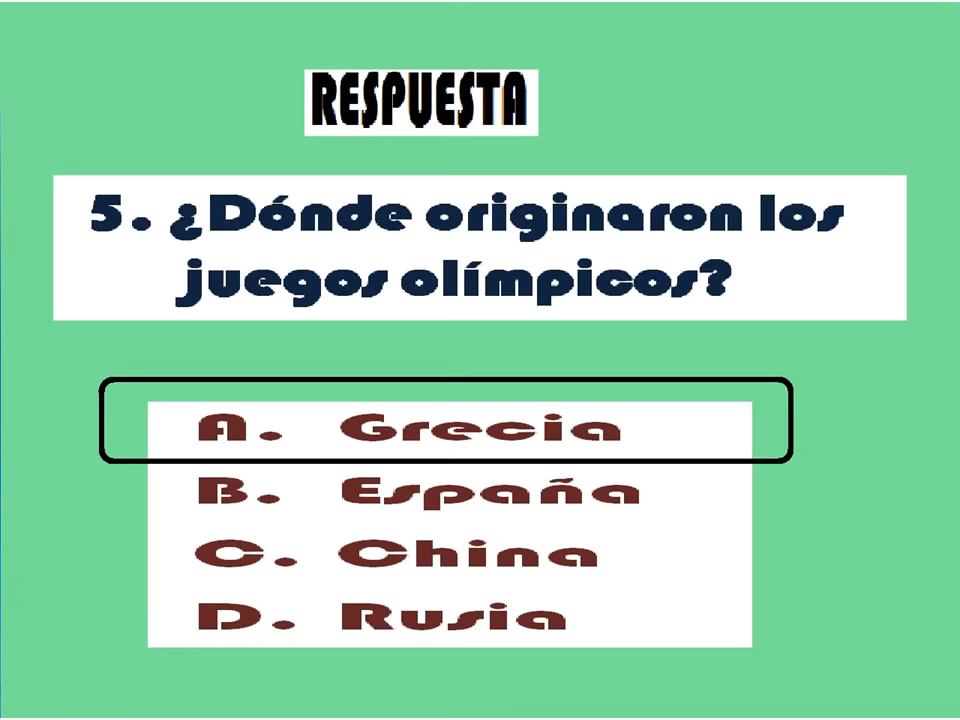 RESPUESTA
5. ¿Dónde originaron los
juegos olímpicos?
A. Grecia
B. España
C. China
D. Rusia